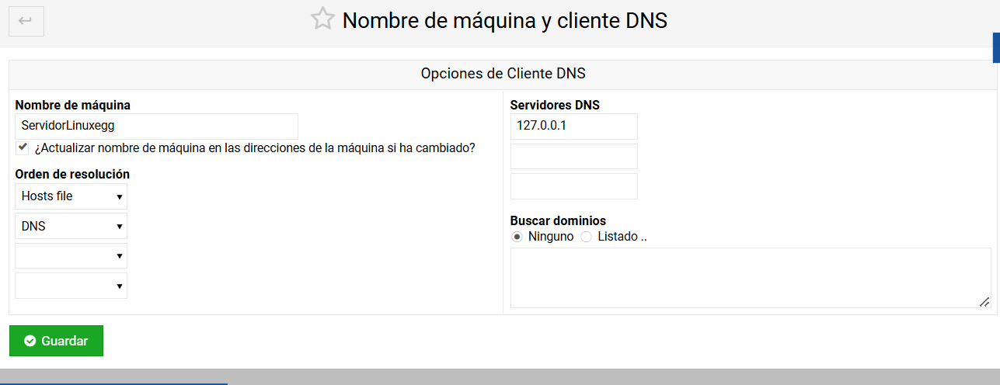 Nombre de máquina y cliente DNS
Opciones de Cliente DNS
Nombre de máquina
ServidorLinuxegg
¿Actualizar nombre de máquina en las direcciones de la máquina si ha cambiado?
Orden de resolución
Hosts file
DNS
Servidores DNS
127.0.0.1
Buscar dominios
Ninguno Listado ..
Guardar